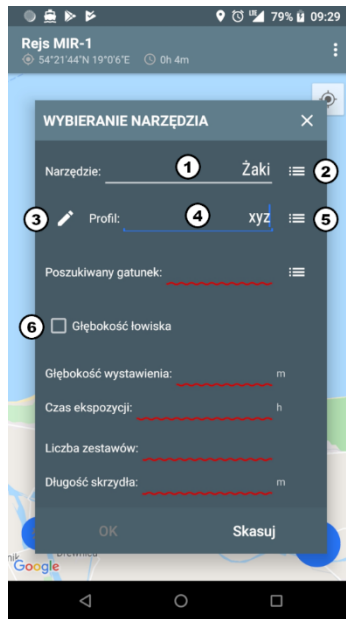 79% 09:29
Rejs MIR-1
54°21'44"N 19°0'6"E 0h 4m
WYBIERANIE NARZĘDZIA
Narzędzie: 1 Żaki 2
3 Profil: 4 xyz 5
Poszukiwany gatunek:
6 Głębokość łowiska
Głębokość wystawienia: m
Czas ekspozycji: h
Liczba zestawów:
Długość skrzydła: m
OK Skasuj
Drewnica
Google